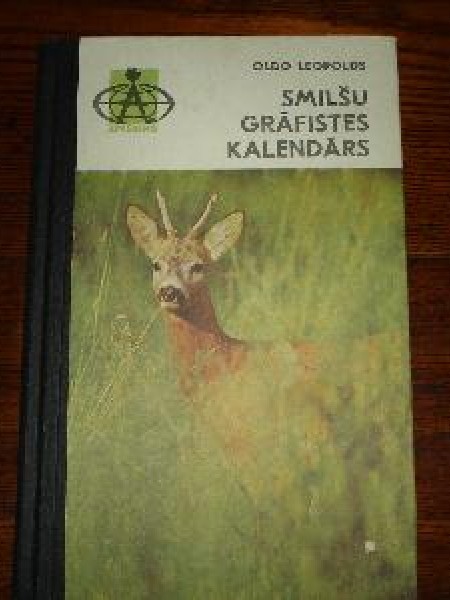 OLDO LEOPOLDS
SMILŠU
GRĀFISTES
KALENDĀRS